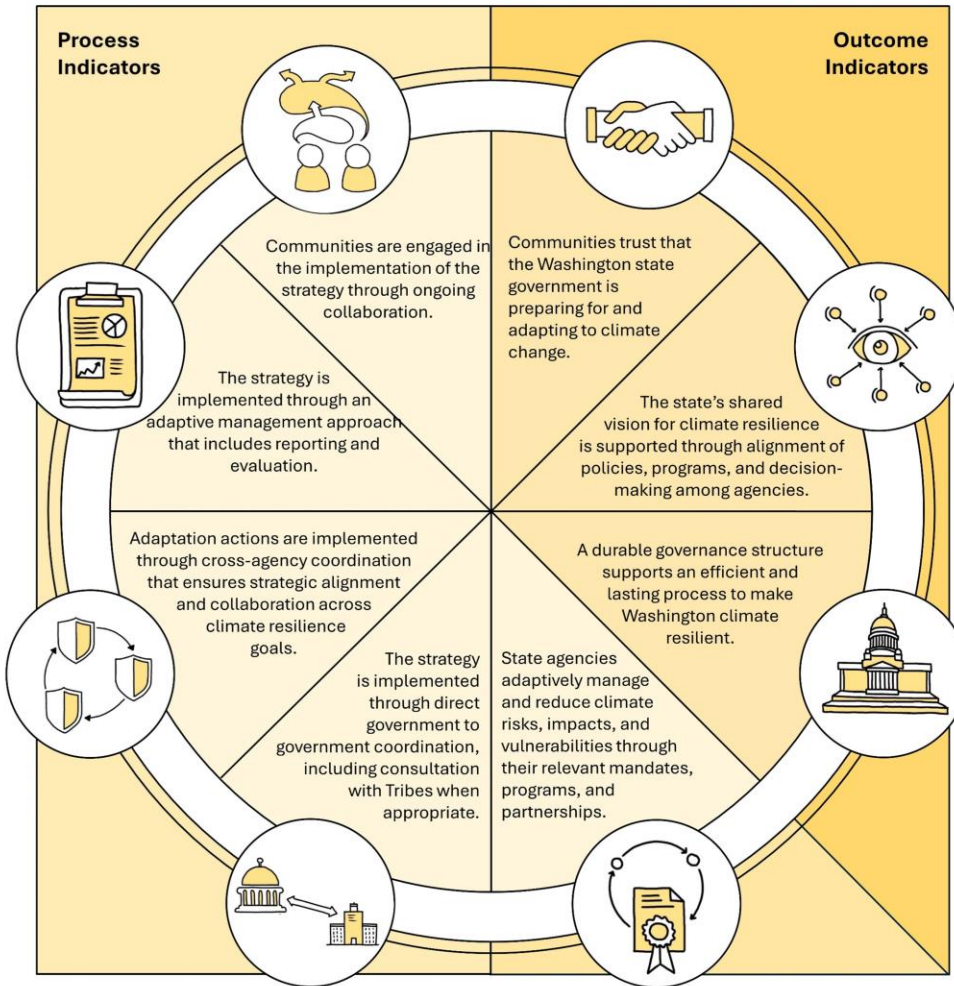 Process
Indicators
Outcome
Indicators
Communities are engaged in
the implementation of the
strategy through ongoing
collaboration.
Communities trust that
the Washington state
government is
preparing for and
adapting to climate
change.
The strategy is
implemented through an
adaptive management approach
that includes reporting and
evaluation.
The state’s shared
vision for climate resilience
is supported through alignment of
policies, programs, and decision-
making among agencies.
Adaptation actions are implemented
through cross-agency coordination
that ensures strategic alignment
and collaboration across
climate resilience
goals.
A durable governance structure
supports an efficient and
lasting process to make
Washington climate
resilient.
The strategy
is implemented
through direct
government to
government coordination,
including consultation
with Tribes when
appropriate.
State agencies
adaptively manage
and reduce climate
risks, impacts, and
vulnerabilities through
their relevant mandates,
programs, and
partnerships.